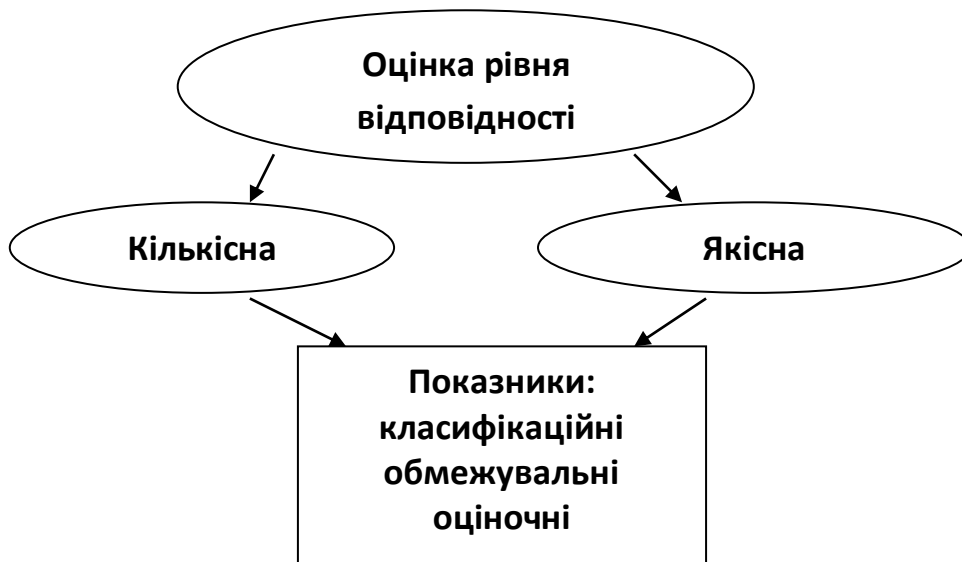 Оцінка рівня
відповідності
Кількісна
Якісна
Показники:
класифікаційні
обмежувальні
оціночні